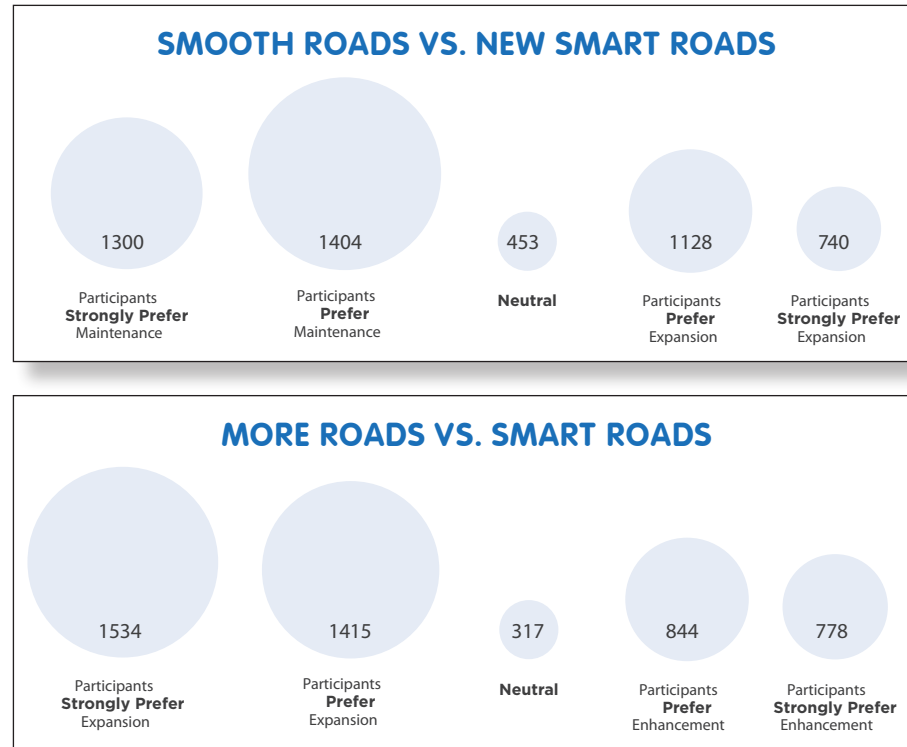 SMOOTH ROADS VS. NEW SMART ROADS
1300
1404
453
1128
740
Participants
Strongly Prefer
Maintenance
Participants
Prefer
Maintenance
Neutral
Participants
Prefer
Expansion
Participants
Strongly Prefer
Expansion
MORE ROADS VS. SMART ROADS
1534
1415
317
844
778
Participants
Strongly Prefer
Expansion
Participants
Prefer
Expansion
Neutral
Participants
Prefer
Enhancement
Participants
Strongly Prefer
Enhancement